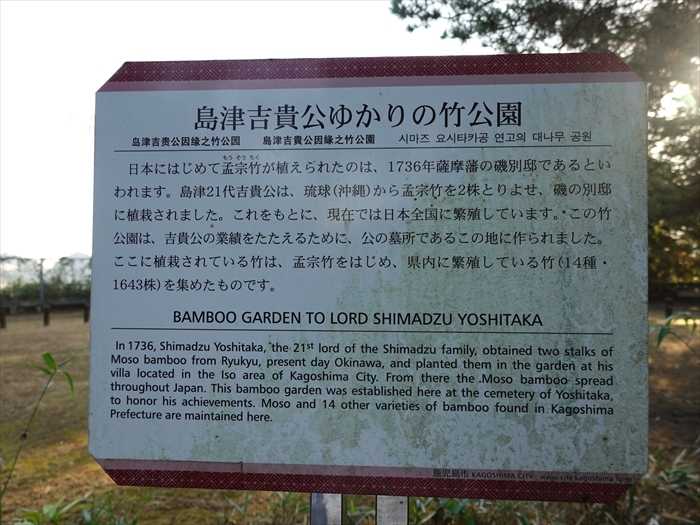 島津吉貴公ゆかりの竹公園
島津吉贵公因缘之竹公园 島津吉貴公因緣之竹公園 시마즈 요시타카공 연고의 대나무 공원
もうそうちく
日本にはじめて孟宗竹が植えられたのは、1736年薩摩藩の磯別邸であるとい
われます。島津21代吉貴公は、琉球(沖縄)から孟宗竹を2株とりよせ、磯の別邸
に植栽されました。これをもとに、現在では日本全国に繁殖しています。この竹
公園は、吉貴公の業績をたたえるために、公の墓所であるこの地に作られました。
ここに植栽されている竹は、孟宗竹をはじめ、県内に繁殖している竹(14種・
1643株)を集めたものです。
BAMBOO GARDEN TO LORD SHIMADZU YOSHITAKA
In 1736, Shimadzu Yoshitaka, the 21st lord of the Shimadzu family, obtained two stalks of
Moso bamboo from Ryukyu, present day Okinawa, and planted them in the garden at his
villa located in the Iso area of Kagoshima City. From there the Moso bamboo spread
throughout Japan. This bamboo garden was established here at the cemetery of Yoshitaka,
to honor his achievements. Moso and 14 other varieties of bamboo found in Kagoshima
Prefecture are maintained here.
鹿児島市 KAGOSHIMA CITY